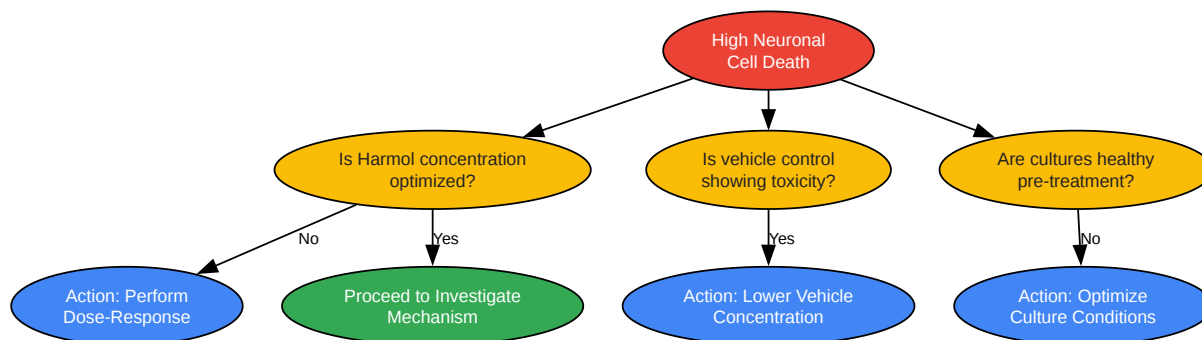 High Neuronal
Cell Death
Is Harmol concentration
optimized?
Is vehicle control
showing toxicity?
Are cultures healthy
pre-treatment?
No
Yes
Yes
No
Action: Perform
Dose-Response
Proceed to Investigate
Mechanism
Action: Lower Vehicle
Concentration
Action: Optimize
Culture Conditions